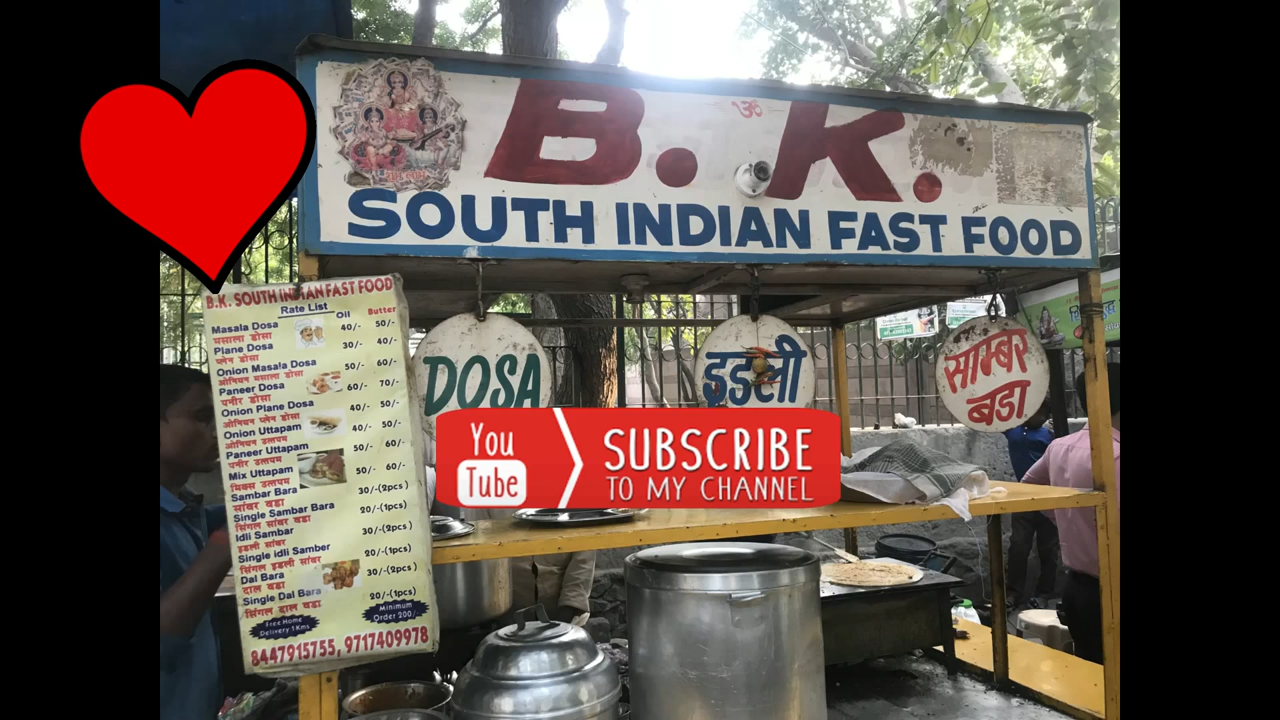 ॐ
B. K.
SOUTH INDIAN FAST FOOD
B.K. SOUTH INDIAN FAST FOOD
Rate List
Oil Butter
Masala Dosa 40/- 50/-
मसाला डोसा
Plane Dosa 30/- 40/-
प्लेन डोसा
Onion Masala Dosa 50/- 60/-
ओनियन मसाला डोसा
Paneer Dosa 60/- 70/-
पनीर डोसा
Onion Plane Dosa 40/- 50/-
ओनियन प्लेन डोसा
Onion Uttapam 40/- 50/-
ओनियन उत्तपम
Paneer Uttapam 50/- 60/-
पनीर उत्तपम
Mix Uttapam 50/- 60/-
मिक्स उत्तपम
Sambar Bara 30/-(2pcs)
सांबर वडा
Single Sambar Bara 20/-(1pcs)
सिंगल सांबर वडा
Idli Sambar 30/-(2pcs)
इडली सांबर
Single idli Samber 20/-(1pcs)
सिंगल इडली सांबर
Dal Bara 30/-(2pcs)
दाल वडा
Single Dal Bara 20/-(1pcs)
सिंगल दाल वडा
Free Home
Delivery 1 Kms
Minimum
Order 200/-
8447915755, 9717409978
DOSA
इडली
साम्बर
बडा
You
Tube
SUBSCRIBE
TO MY CHANNEL